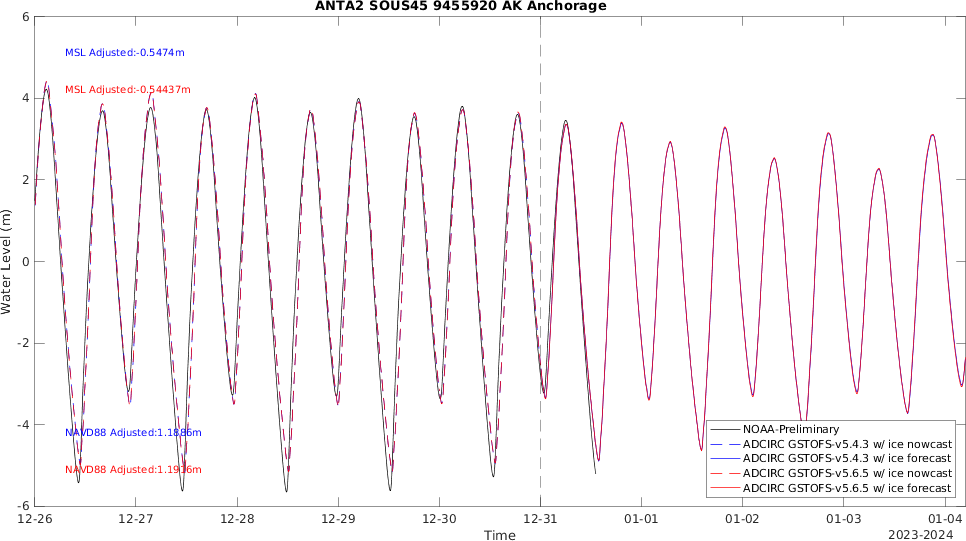 ANTA2 SOUS45 9455920 AK Anchorage
6
4
2
0
-2
-4
-6
Water Level (m)
MSL Adjusted:-0.5474m
MSL Adjusted:-0.54437m
NAVD88 Adjusted:1.1886m
NAVD88 Adjusted:1.1916m
NOAA-Preliminary
ADCIRC GSTOFS-v5.4.3 w/ ice nowcast
ADCIRC GSTOFS-v5.4.3 w/ ice forecast
ADCIRC GSTOFS-v5.6.5 w/ ice nowcast
ADCIRC GSTOFS-v5.6.5 w/ ice forecast
12-26 12-27 12-28 12-29 12-30 12-31 01-01 01-02 01-03 01-04
Time
2023-2024